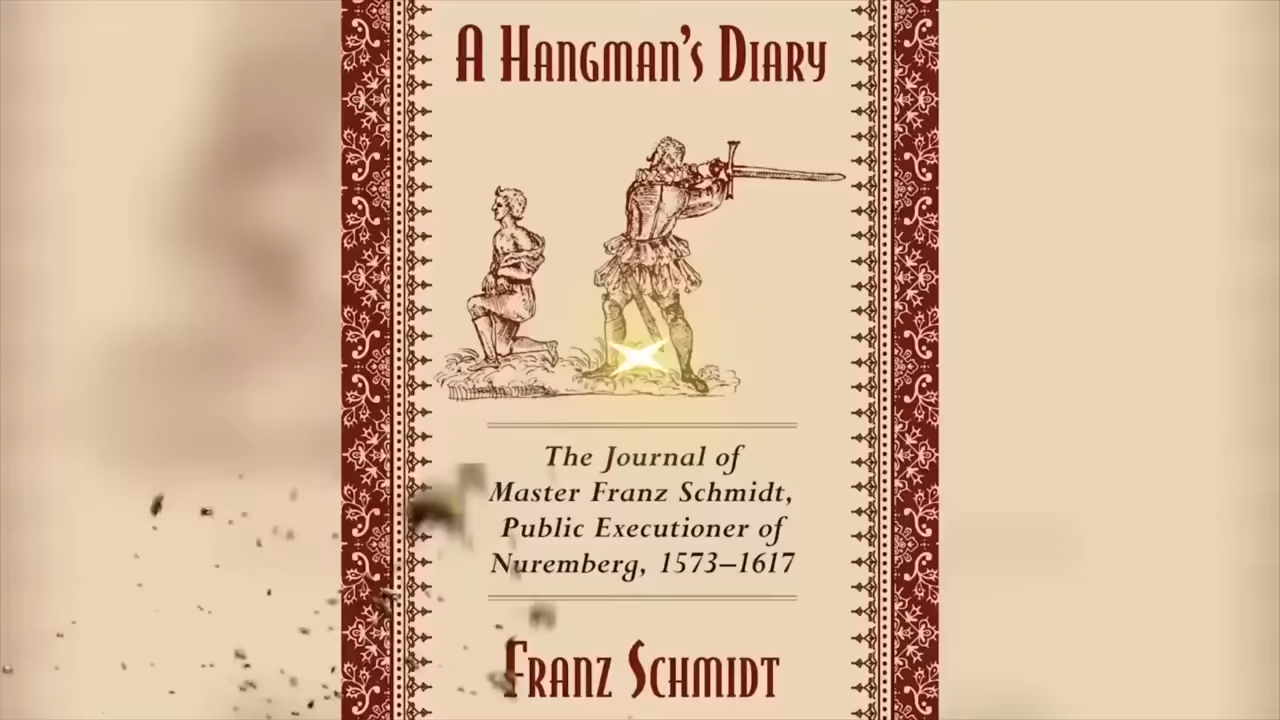 A Hangman's Diary
The Journal of
Master Franz Schmidt,
Public Executioner of
Nuremberg, 1573–1617
Franz Schmidt